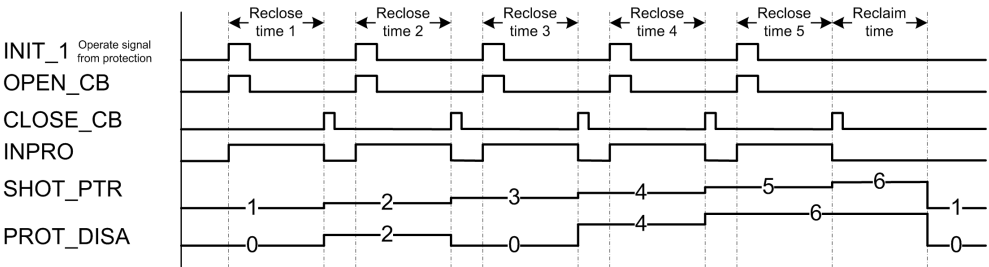 Reclose time 1
Reclose time 2
Reclose time 3
Reclose time 4
Reclose time 5
Reclaim time
INIT_1 Operate signal from protection
OPEN_CB
CLOSE_CB
INPRO
SHOT_PTR 1 2 3 4 5 6 1
PROT_DISA 0 2 0 4 6 0